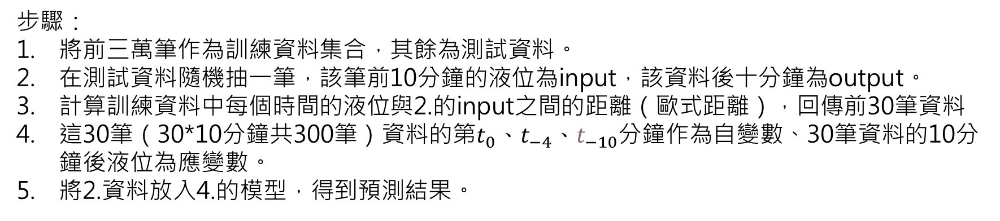 步驟：
1. 將前三萬筆作為訓練資料集合，其餘為測試資料。
2. 在測試資料隨機抽一筆，該筆前10分鐘的液位為input，該資料後十分鐘為output。
3. 計算訓練資料中每個時間的液位與2.的input之間的距離（歐式距離），回傳前30筆資料
4. 這30筆（30*10分鐘共300筆）資料的第t₀、t₋₄、t₋₁₀分鐘作為自變數、30筆資料的10分
鐘後液位為應變數。
5. 將2.資料放入4.的模型，得到預測結果。